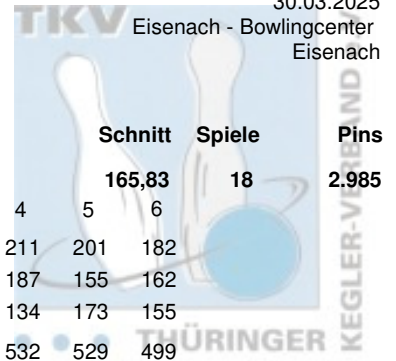 30.03.2025
TKV Eisenach - Bowlingcenter
Eisenach
Schnitt Spiele Pins
165,83 18 2.985
4 5 6
211 201 182
187 155 162
134 173 155
532 529 499
THÜRINGER
KEGLER-VERBAND